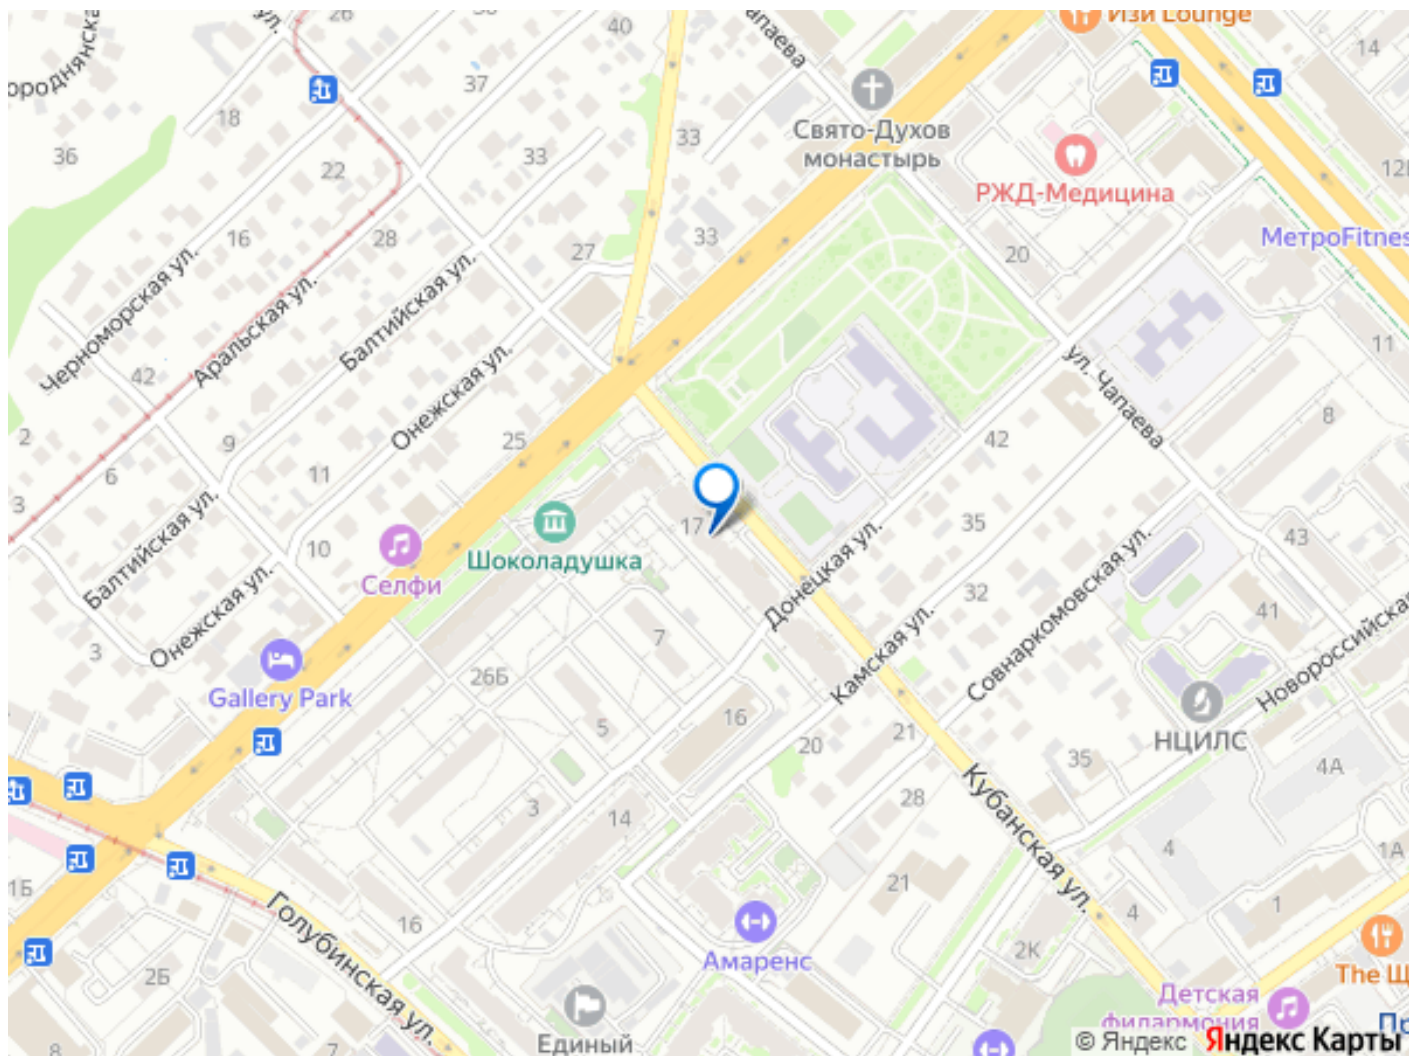 ул.
26
40
Изи Lounge
14
ороднянска
37
18
36
33
33
Свято-Духов
монастырь
РЖД-Медицина
12
22
16
28
27
33
20
МетроFitnes
Черноморская ул.
Аральская ул.
Балтийская ул.
Онежская ул.
42
11
ул. Чапаева
8
2
9
6
11
25
42
3
Балтийская ул.
10
Селфи
Шоколадушка
17
Донецкая ул.
35
43
Онежская ул.
3
Gallery Park
26Б
7
Камская ул.
32
Совнаркомовская ул.
41
Новороссийская
НЦИЛС
5
16
20
21
35
4А
3
14
28
Кубанская ул.
4
1А
1Б
Голубинская ул.
16
21
4
1
2Б
Амаренс
2К
The Щ
Детская
филармония
Единый
8
7
Пр
© Яндекс Яндекс Карты